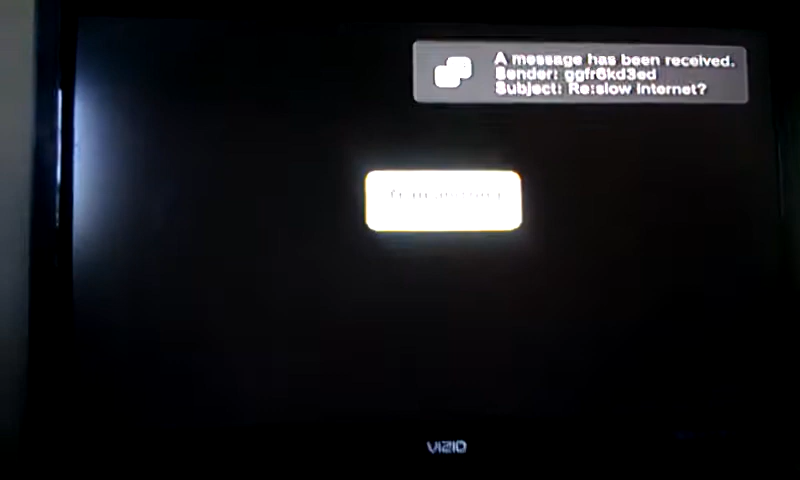 A message has been received.
Sender: ggfr6kd3ed
Subject: Re:slow internet?
VIZIO